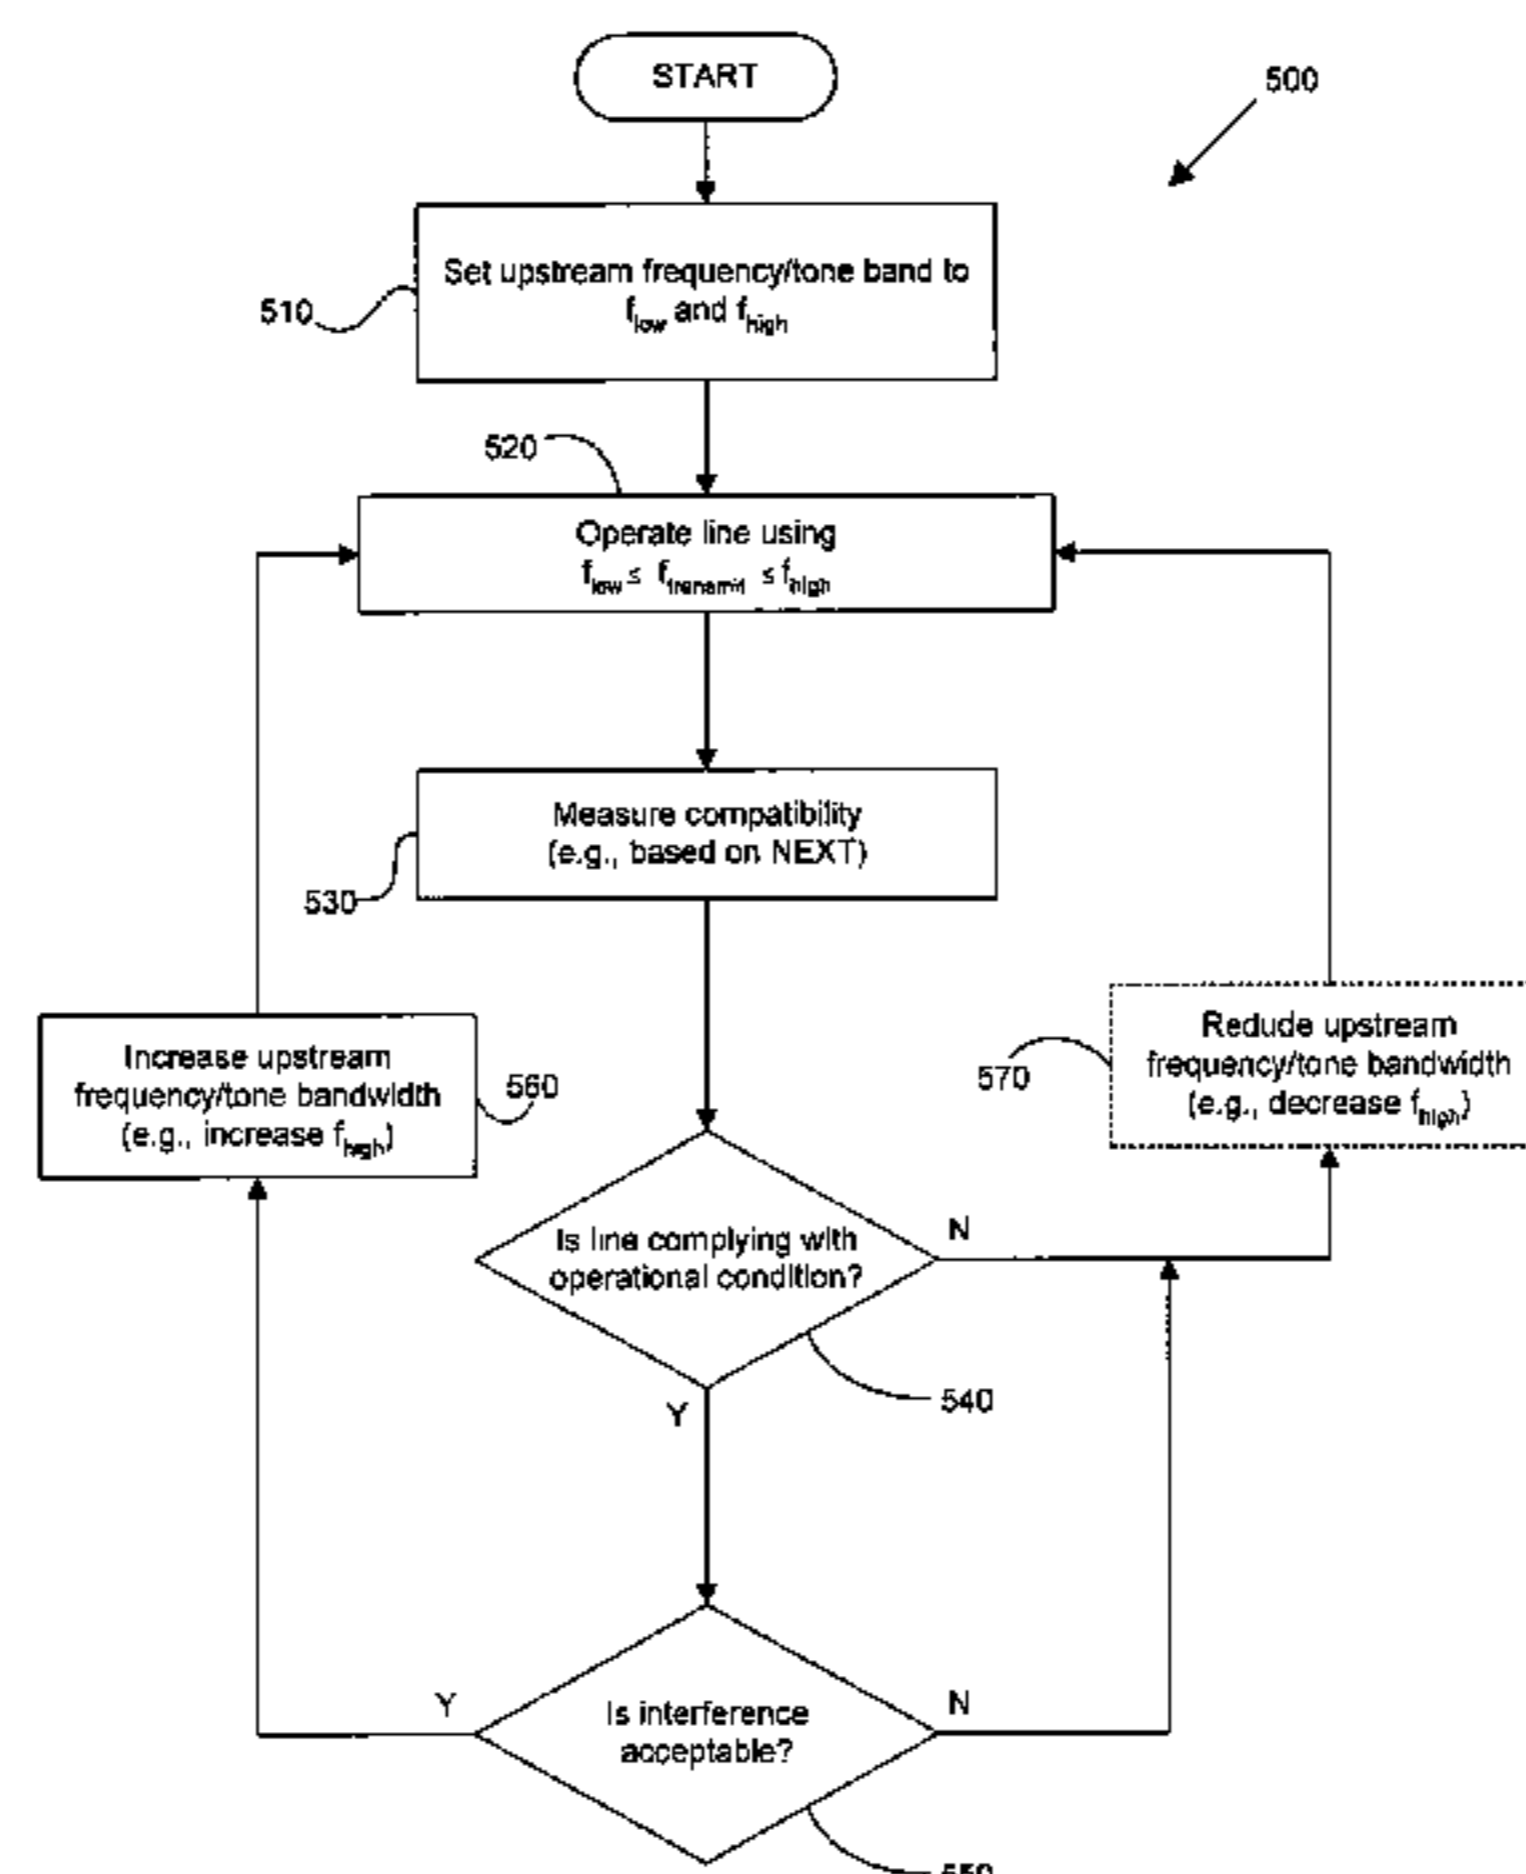 START
500
Set upstream frequency/tone band to
f_low and f_high
510
520
Operate line using
f_low ≤ f_transmit ≤ f_high
Measure compatibility
(e.g., based on NEXT)
530
Increase upstream
frequency/tone bandwidth
(e.g., increase f_high)
560
Redude upstream
frequency/tone bandwidth
(e.g., decrease f_high)
570
Is line complying with
operational condition?
N
540
Y
Is interference
acceptable?
Y
N
550